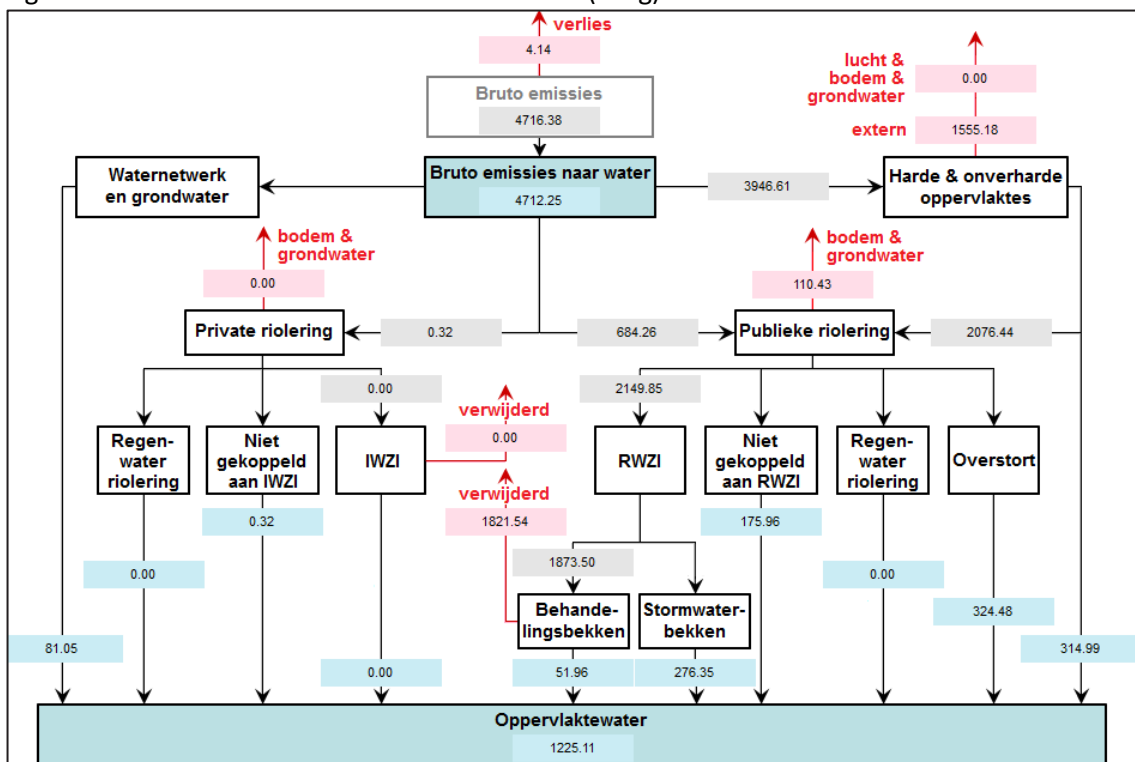 verlies
4.14
Bruto emissies
4716.38
lucht &
bodem &
grondwater
0.00
extern
1555.18
Waternetwerk
en grondwater
Bruto emissies naar water
4712.25
3946.61
Harde & onverharde
oppervlaktes
bodem &
grondwater
0.00
bodem &
grondwater
110.43
Private riolering
0.32
684.26
Publieke riolering
2076.44
0.00
2149.85
verwijderd
0.00
Regen-
water
riolering
Niet
gekoppeld
aan IWZI
IWZI
RWZI
Niet
gekoppeld
aan RWZI
Regen-
water
riolering
Overstort
verwijderd
1821.54
0.32
175.96
0.00
1873.50
0.00
Behande-
lingsbekken
Stormwater-
bekken
324.48
81.05
0.00
51.96
276.35
314.99
Oppervlaktewater
1225.11